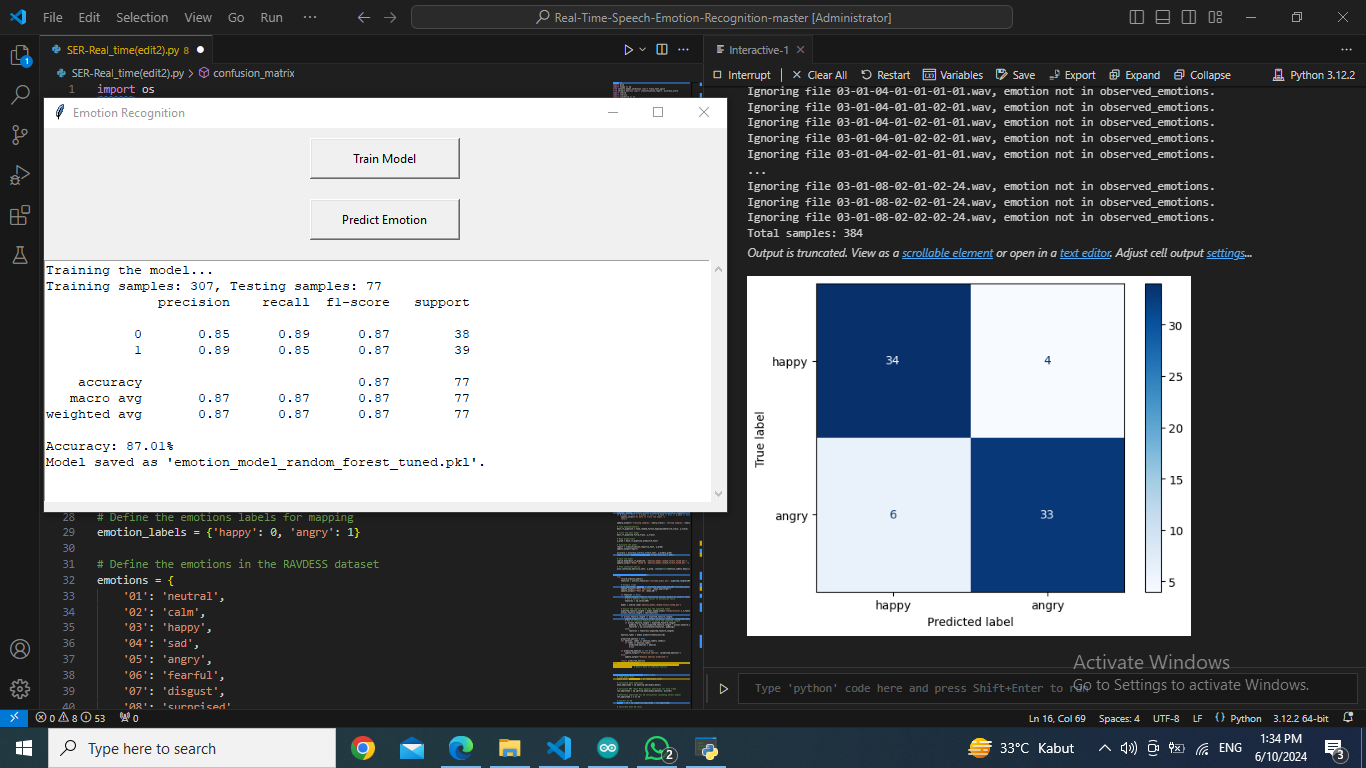 File Edit Selection View Go Run ···
Real-Time-Speech-Emotion-Recognition-master [Administrator]
SER-Real_time(edit2).py 8
Interactive-1
SER-Real_time(edit2).py > confusion_matrix
Interrupt Clear All Restart Variables Save Export Expand Collapse Python 3.12.2
1 import os
Emotion Recognition
Train Model
Predict Emotion
Training the model...
Training samples: 307, Testing samples: 77
precision recall f1-score support
0 0.85 0.89 0.87 38
1 0.89 0.85 0.87 39
accuracy 0.87 77
macro avg 0.87 0.87 0.87 77
weighted avg 0.87 0.87 0.87 77
Accuracy: 87.01%
Model saved as 'emotion_model_random_forest_tuned.pkl'.
28 # Define the emotions labels for mapping
29 emotion_labels = {'happy': 0, 'angry': 1}
30
31 # Define the emotions in the RAVDESS dataset
32 emotions = {
33 '01': 'neutral',
34 '02': 'calm',
35 '03': 'happy',
36 '04': 'sad',
37 '05': 'angry',
38 '06': 'fearful',
39 '07': 'disgust',
40 '08': 'surprised'
Ignoring file 03-01-04-01-01-01-01.wav, emotion not in observed_emotions.
Ignoring file 03-01-04-01-01-02-01.wav, emotion not in observed_emotions.
Ignoring file 03-01-04-01-02-01-01.wav, emotion not in observed_emotions.
Ignoring file 03-01-04-01-02-02-01.wav, emotion not in observed_emotions.
Ignoring file 03-01-04-02-01-01-01.wav, emotion not in observed_emotions.
...
Ignoring file 03-01-08-02-01-02-24.wav, emotion not in observed_emotions.
Ignoring file 03-01-08-02-02-01-24.wav, emotion not in observed_emotions.
Ignoring file 03-01-08-02-02-02-24.wav, emotion not in observed_emotions.
Total samples: 384
Output is truncated. View as a scrollable element or open in a text editor. Adjust cell output settings...
happy
angry
True label
34 4
6 33
happy angry
Predicted label
30
25
20
15
10
5
Activate Windows
Go to Settings to activate Windows.
Type 'python' code here and press Shift+Enter to run
1
0 8 53 0
Ln 16, Col 69 Spaces: 4 UTF-8 LF Python 3.12.2 64-bit
Type here to search
2
33°C Kabut
ENG
1:34 PM
6/10/2024
3